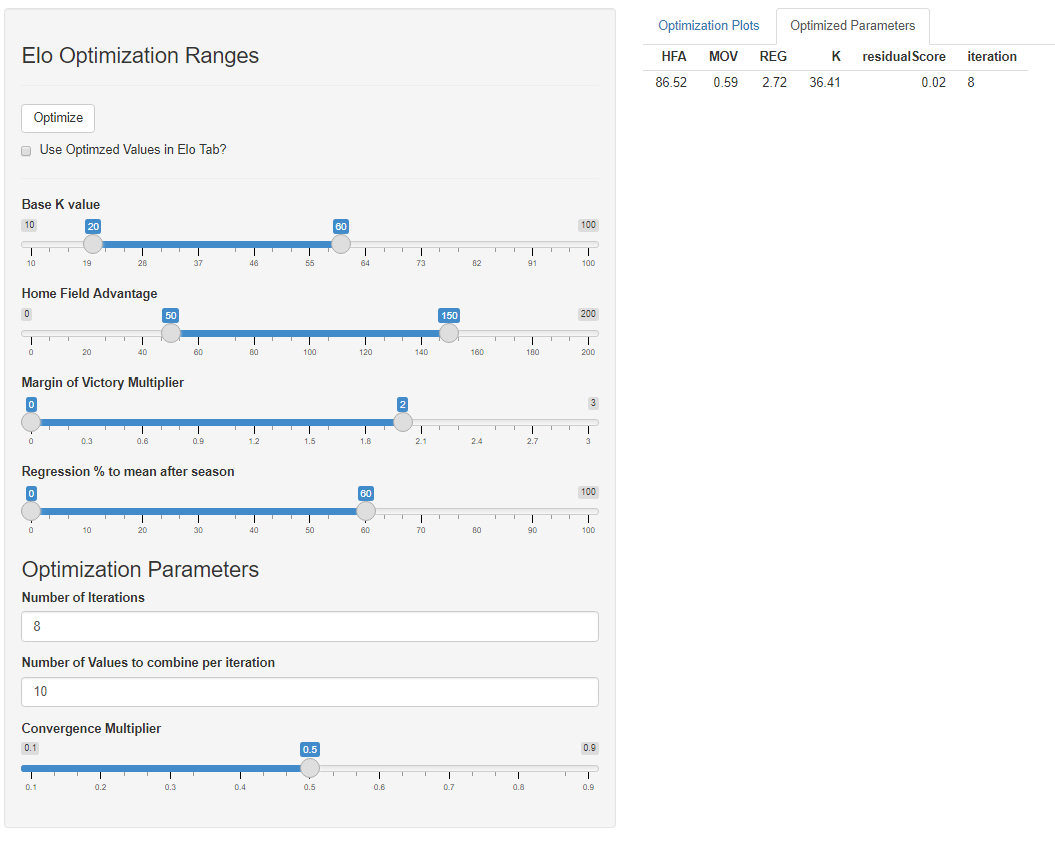 Elo Optimization Ranges
Optimize
Use Optimzed Values in Elo Tab?
Base K value
10 20 60 100
10 19 28 37 46 55 64 73 82 91 100
Home Field Advantage
0 50 150 200
0 20 40 60 80 100 120 140 160 180 200
Margin of Victory Multiplier
0 2 3
0 0.3 0.6 0.9 1.2 1.5 1.8 2.1 2.4 2.7 3
Regression % to mean after season
0 60 100
0 10 20 30 40 50 60 70 80 90 100
Optimization Parameters
Number of Iterations
8
Number of Values to combine per iteration
10
Convergence Multiplier
0.1 0.5 0.9
0.1 0.2 0.3 0.4 0.5 0.6 0.7 0.8 0.9
Optimization Plots Optimized Parameters
HFA MOV REG K residualScore iteration
86.52 0.59 2.72 36.41 0.02 8